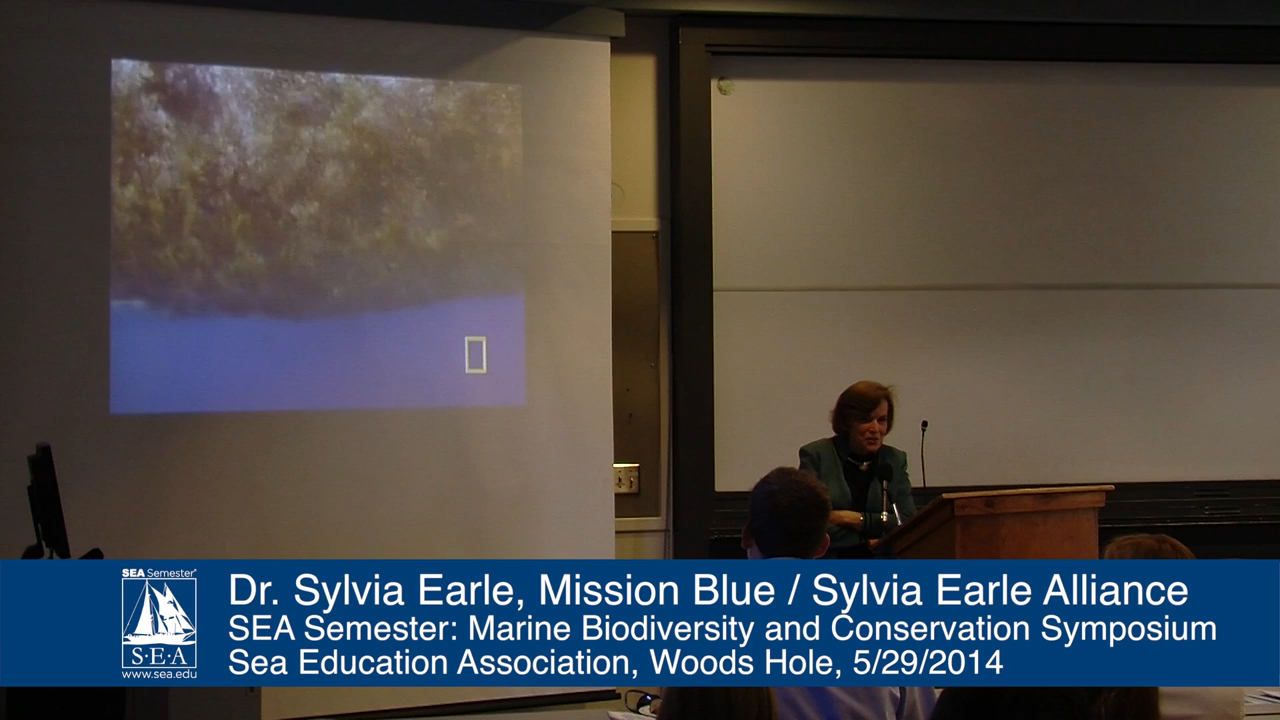 SEA Semester®
S·E·A
www.sea.edu
Dr. Sylvia Earle, Mission Blue / Sylvia Earle Alliance
SEA Semester: Marine Biodiversity and Conservation Symposium
Sea Education Association, Woods Hole, 5/29/2014